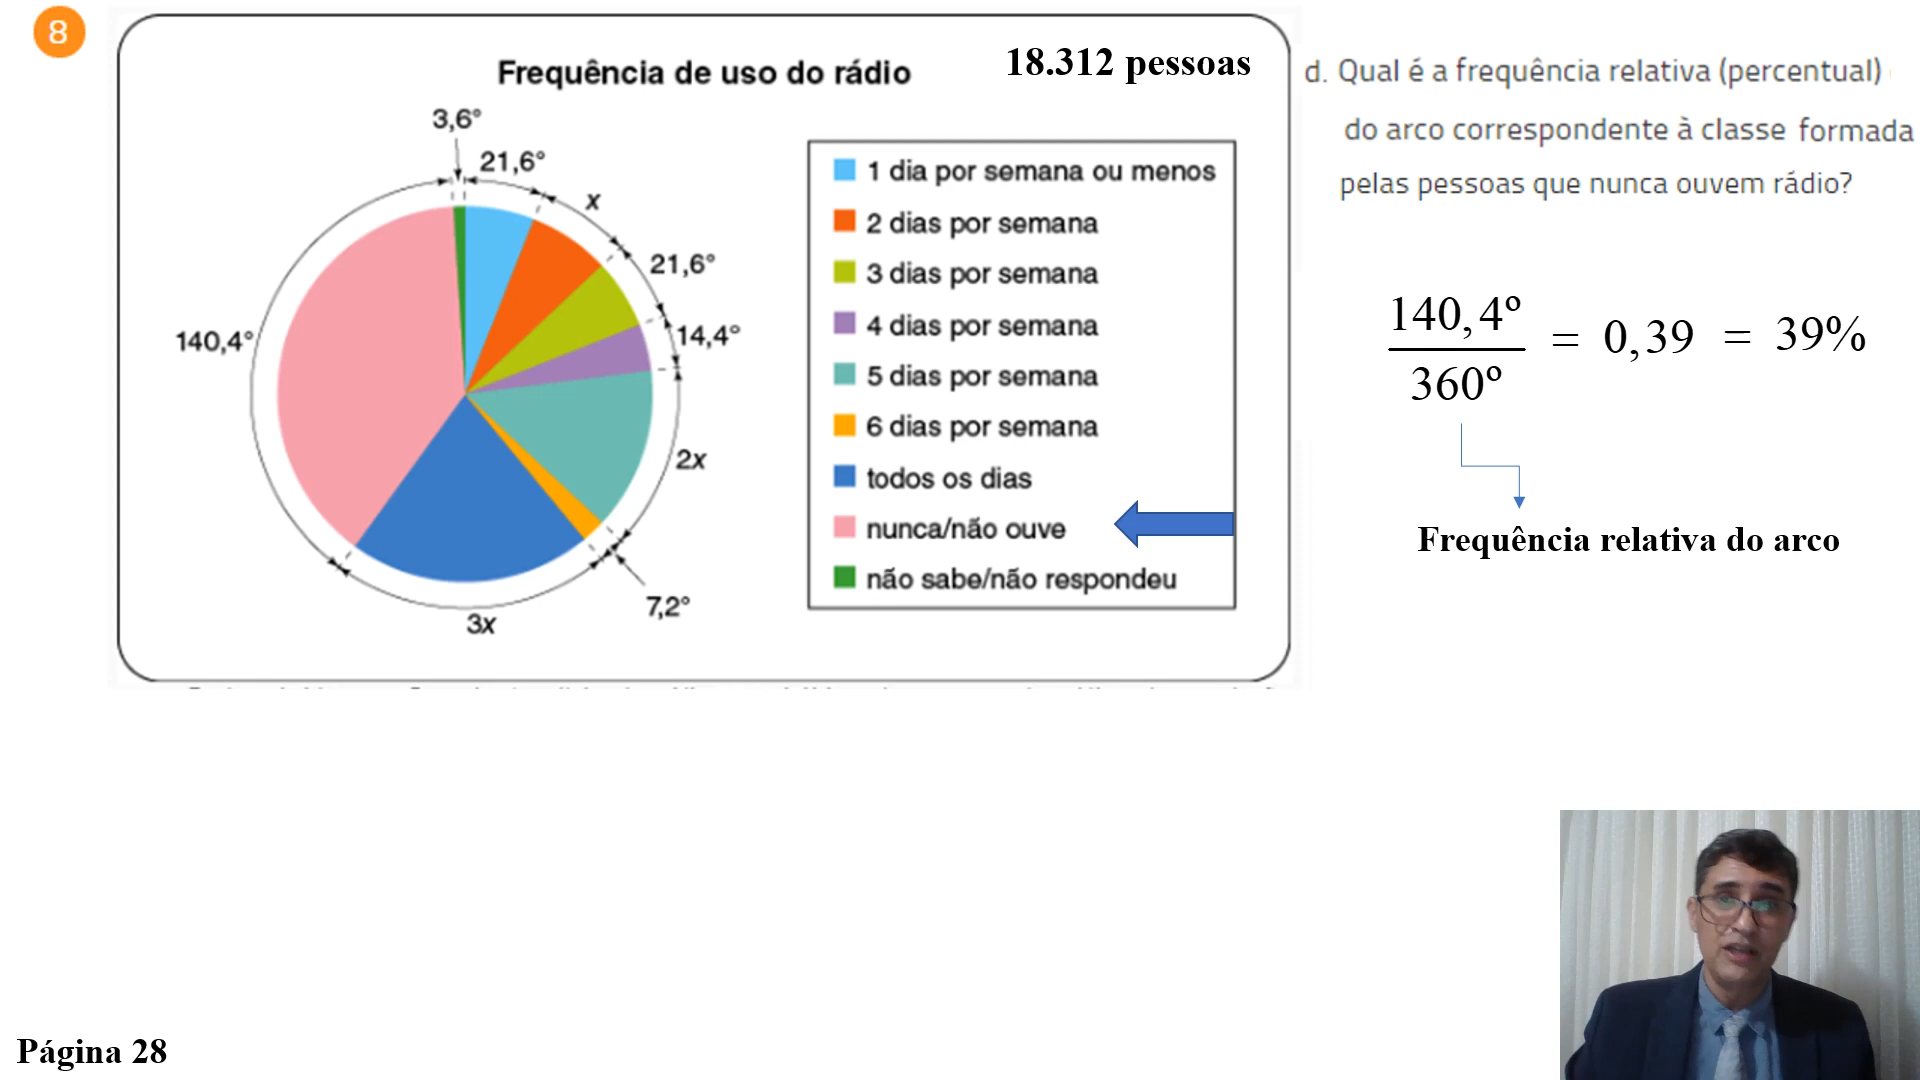 8
Frequência de uso do rádio
18.312 pessoas
3,6°
21,6°
x
21,6°
14,4°
2x
7,2°
3x
140,4°
1 dia por semana ou menos
2 dias por semana
3 dias por semana
4 dias por semana
5 dias por semana
6 dias por semana
todos os dias
nunca/não ouve
não sabe/não respondeu
d. Qual é a frequência relativa (percentual)
do arco correspondente à classe formada
pelas pessoas que nunca ouvem rádio?
140,4º
360º
= 0,39 = 39%
Frequência relativa do arco
Página 28